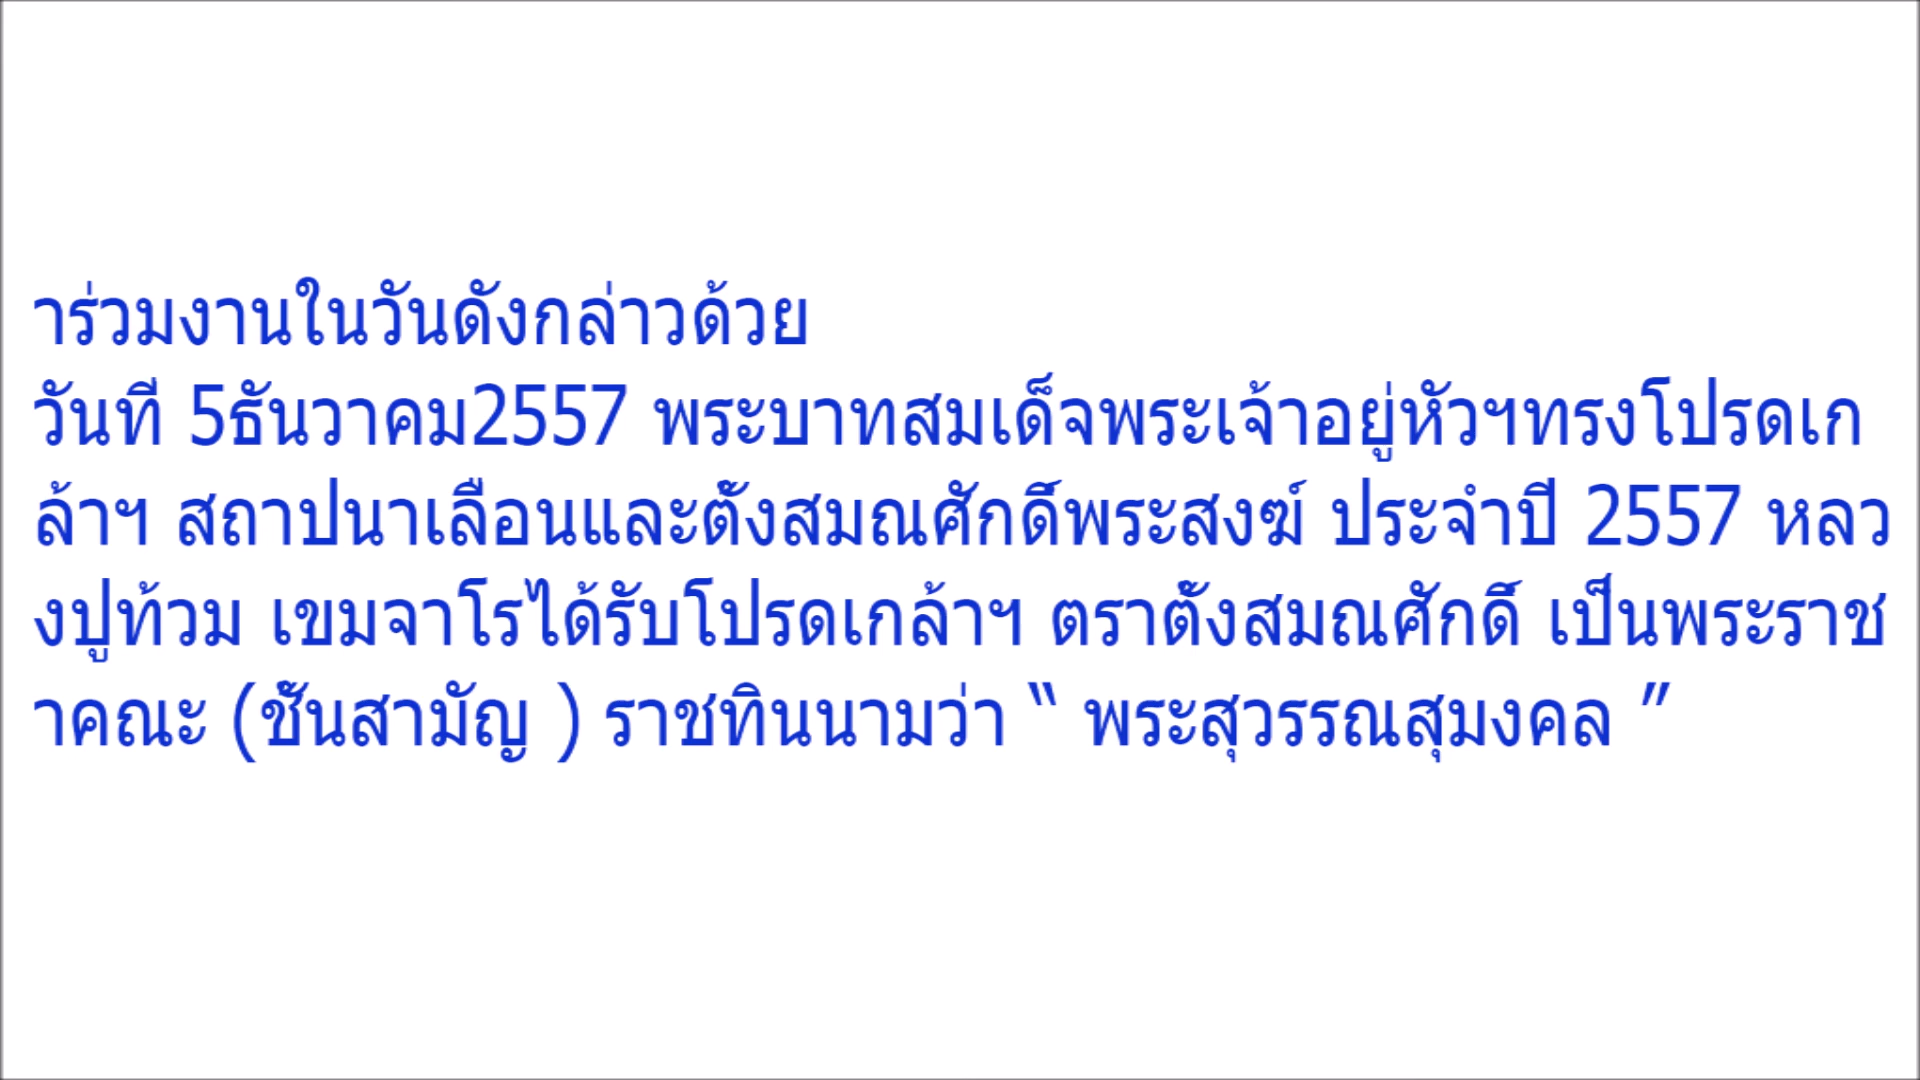 าร่วมงานในวันดังกล่าวด้วย
วันที่ 5ธันวาคม2557 พระบาทสมเด็จพระเจ้าอยู่หัวฯทรงโปรดเก
ล้าฯ สถาปนาเลื่อนและตั้งสมณศักดิ์พระสงฆ์ ประจำปี 2557 หลว
งปู่ท้วม เขมจาโรได้รับโปรดเกล้าฯ ตราตั้งสมณศักดิ์ เป็นพระราช
าคณะ (ชั้นสามัญ ) ราชทินนามว่า “ พระสุวรรณสุมงคล ”